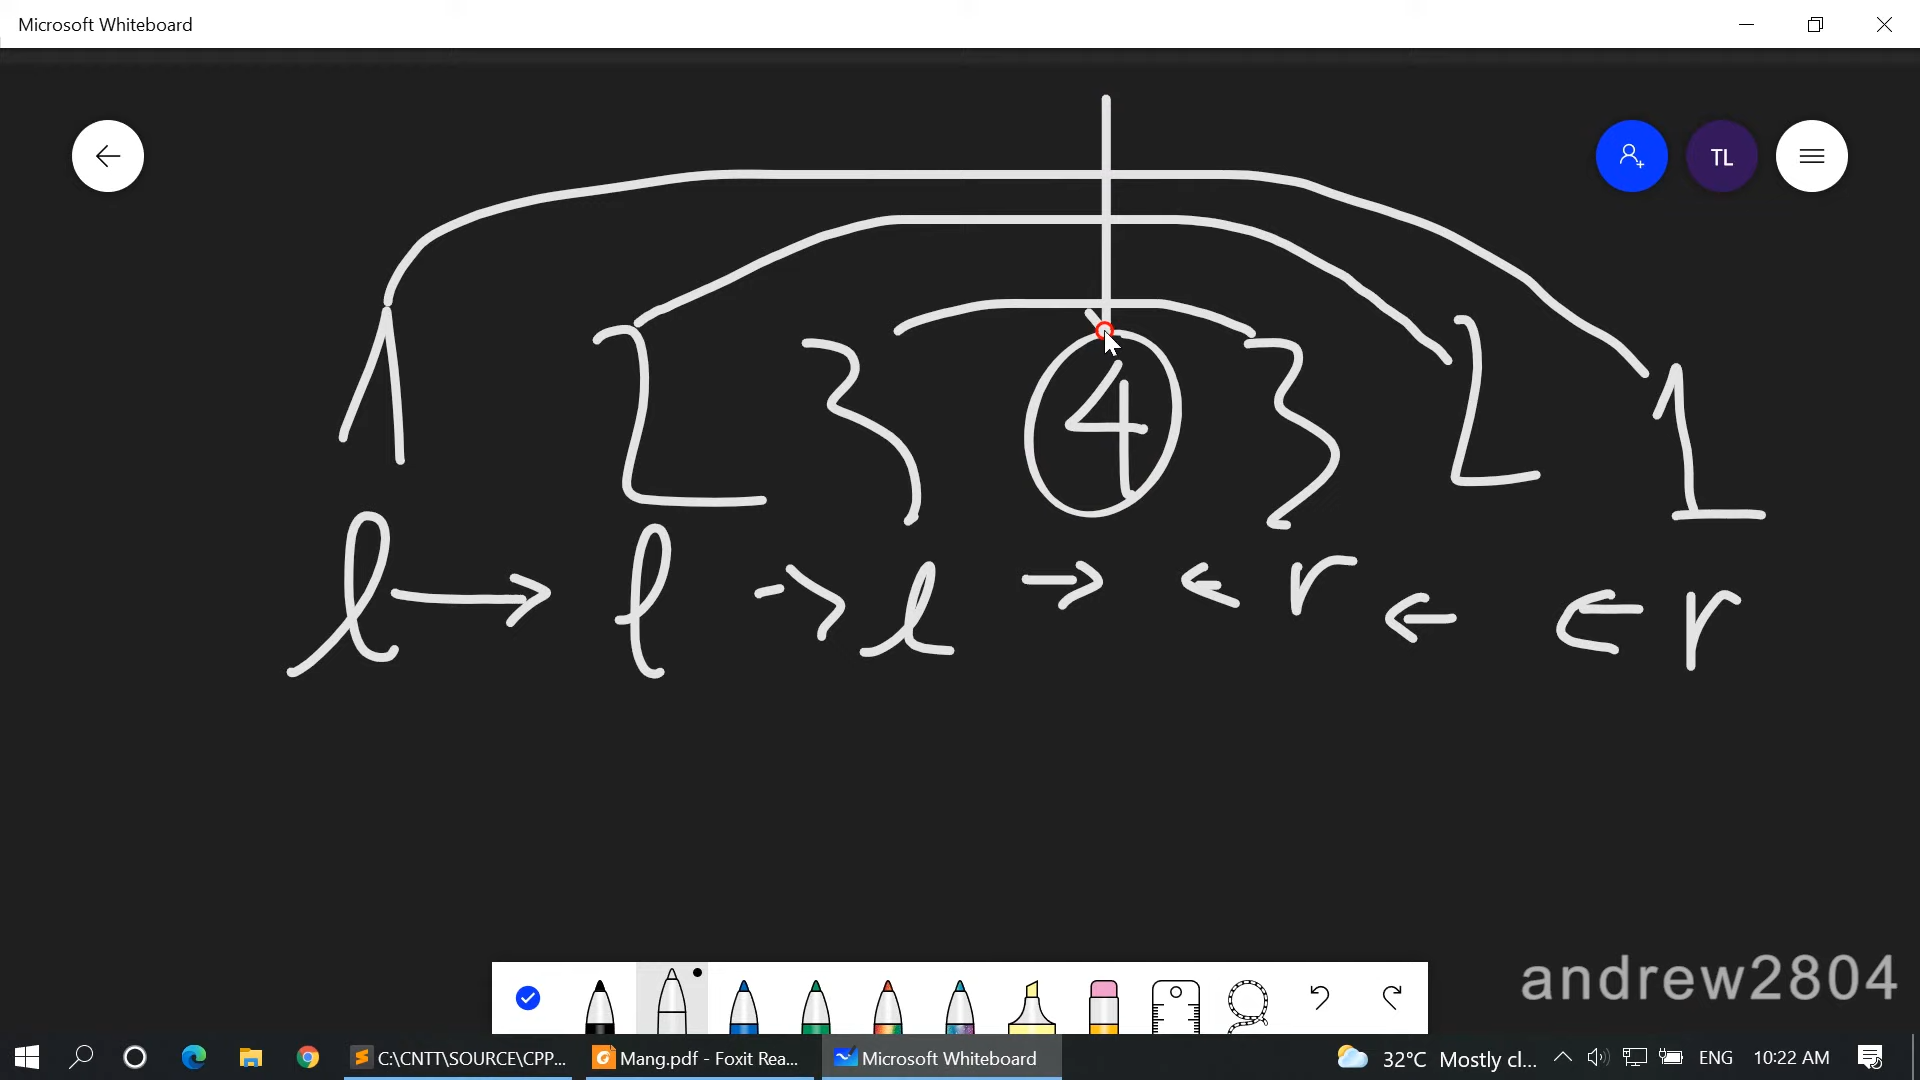 Microsoft Whiteboard
TL
1 2 3 4 3 2 1
l → l → l → ← r ← ← r
andrew2804
C:\CNTT\SOURCE\CPP... Mang.pdf - Foxit Rea... Microsoft Whiteboard 32°C Mostly cl... ENG 10:22 AM